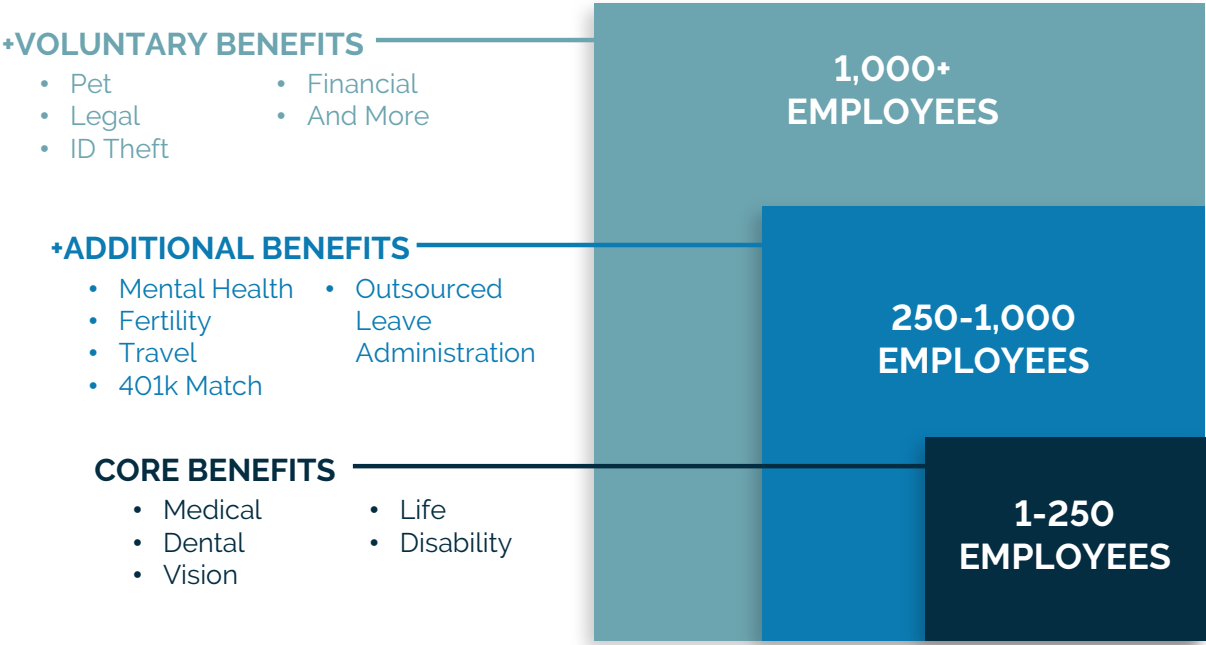 +VOLUNTARY BENEFITS
• Pet
• Legal
• ID Theft
• Financial
• And More
1,000+
EMPLOYEES
+ADDITIONAL BENEFITS
• Mental Health
• Fertility
• Travel
• 401k Match
• Outsourced
Leave
Administration
250-1,000
EMPLOYEES
CORE BENEFITS
• Medical
• Dental
• Vision
• Life
• Disability
1-250
EMPLOYEES